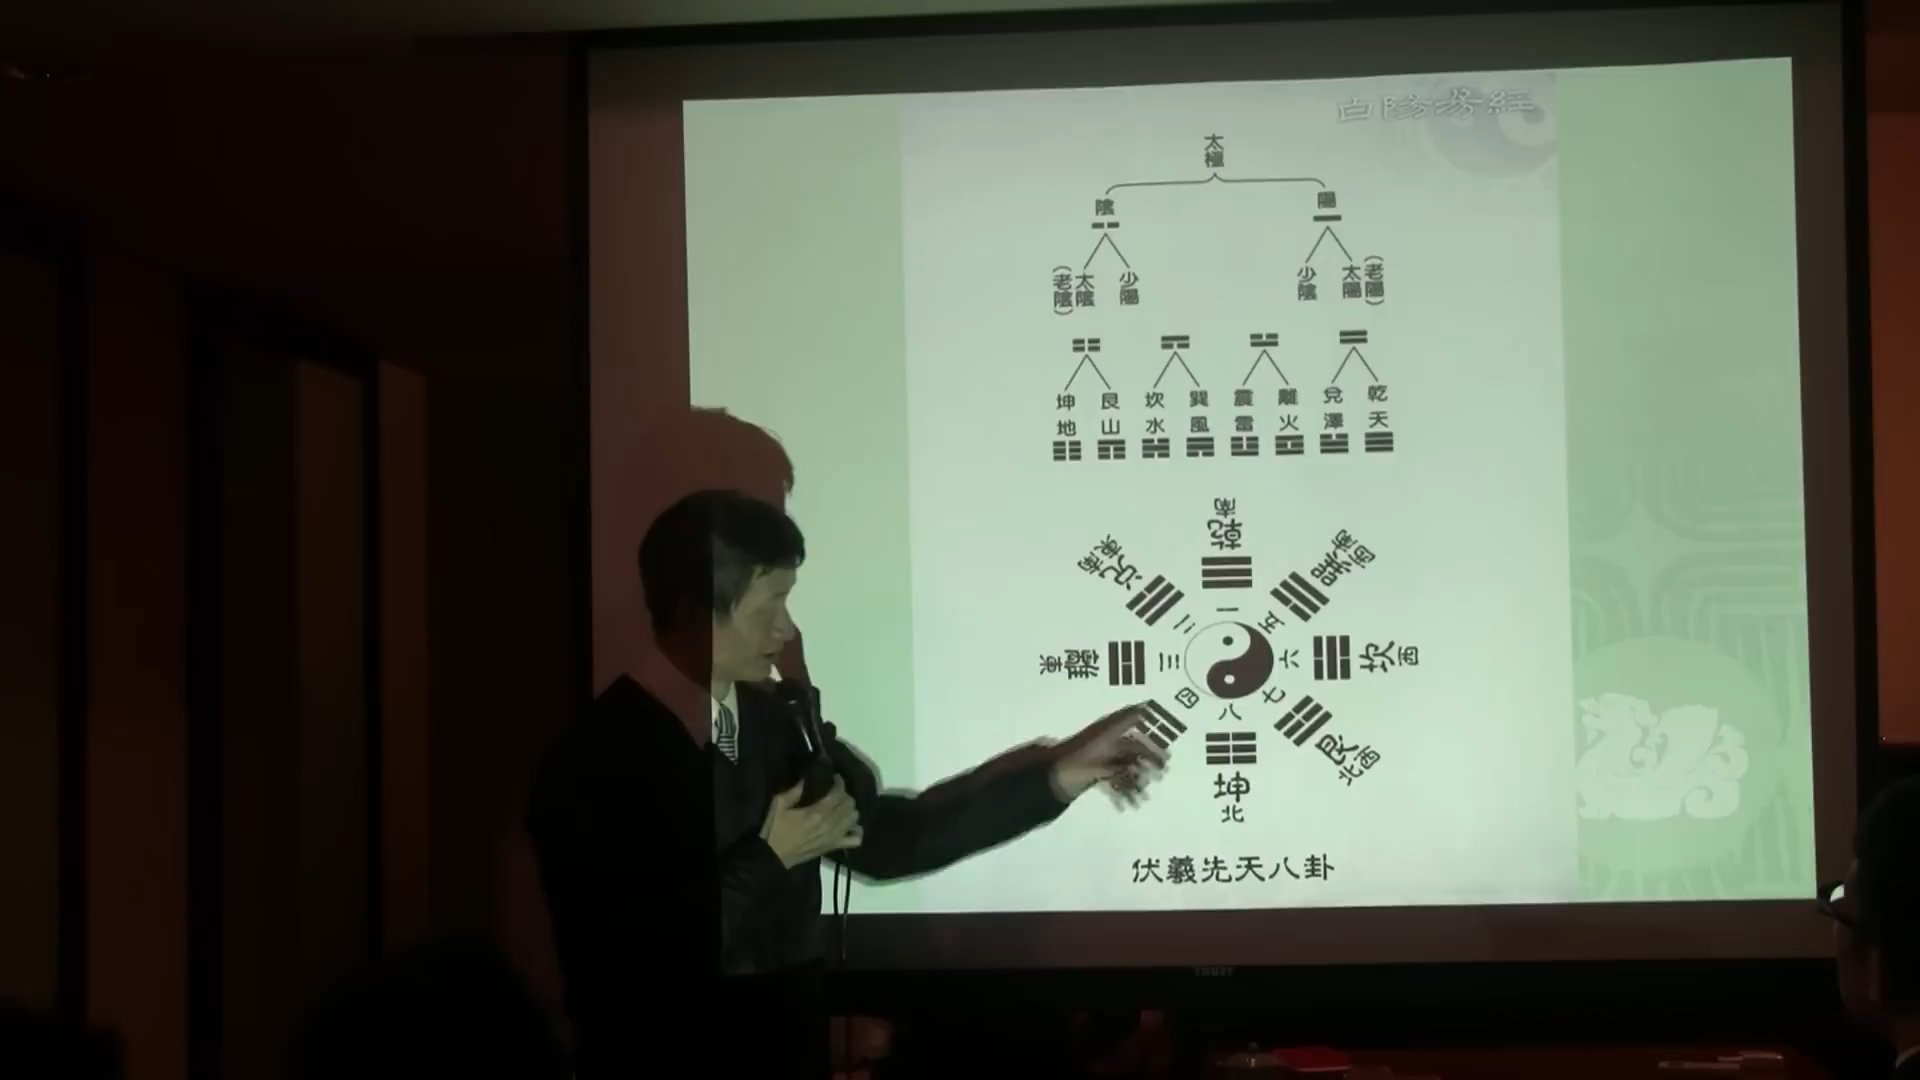 白陽易經
太極
陰 陽
(老陰) 太陰 少陽 少陰 太陽 (老陽)
坤 艮 坎 巽 震 離 兌 乾
地 山 水 風 雷 火 澤 天
南
乾
東南 兌 巽 西南
一
二 五
東 離 三 六 坎 西
四 七
八
艮 西北
坤
北
伏羲先天八卦